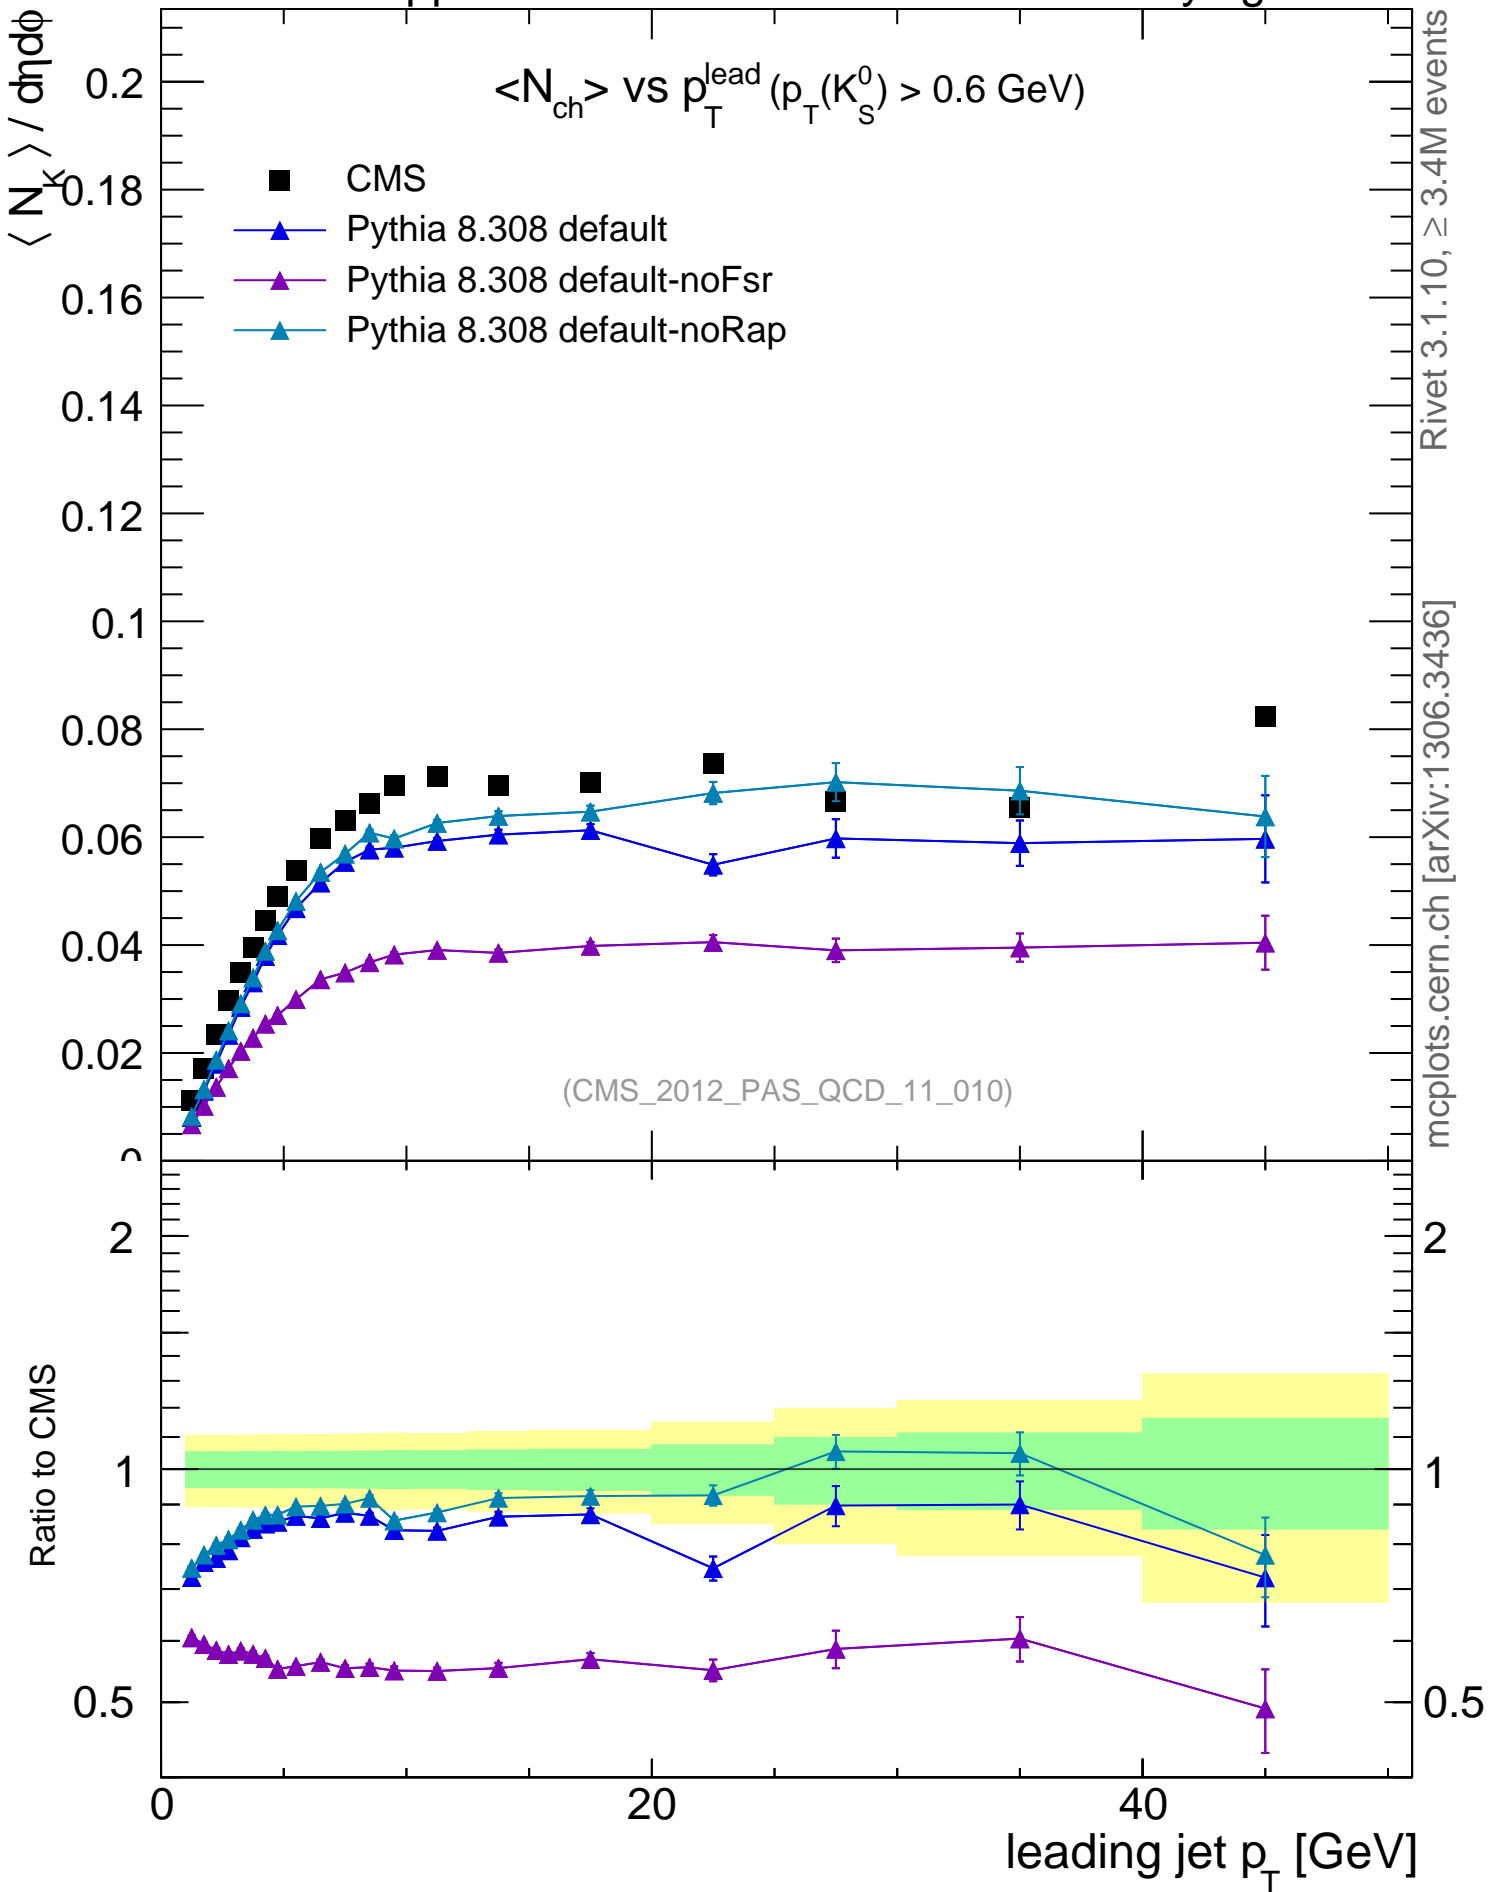 <N_ch> vs p_T^lead (p_T(K_S^0) > 0.6 GeV)
⟨ N_K ⟩ / dηdϕ
CMS
Pythia 8.308 default
Pythia 8.308 default-noFsr
Pythia 8.308 default-noRap
0.2
0.18
0.16
0.14
0.12
0.1
0.08
0.06
0.04
0.02
0
(CMS_2012_PAS_QCD_11_010)
Rivet 3.1.10, ≥ 3.4M events
mcplots.cern.ch [arXiv:1306.3436]
Ratio to CMS
2
1
0.5
2
1
0.5
0
20
40
leading jet p_T [GeV]